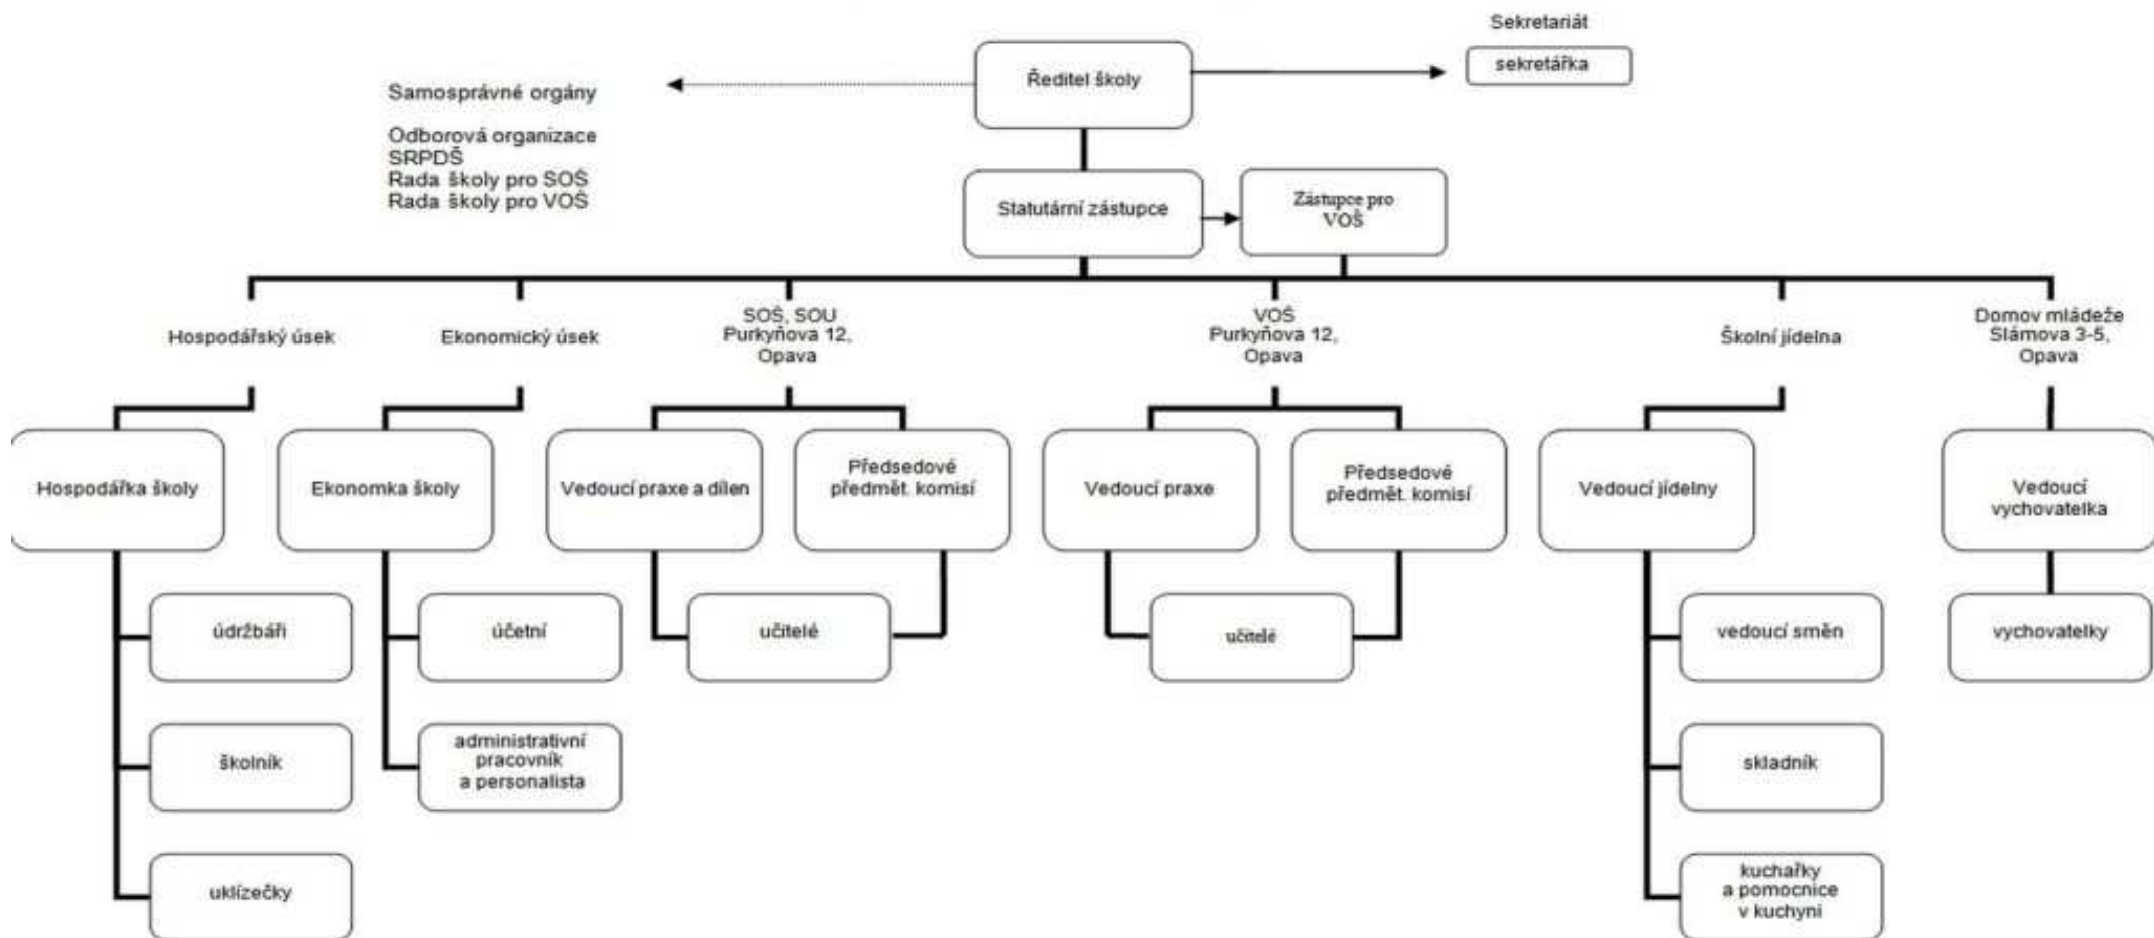 Sekretariát
sekretářka
Ředitel školy
Samosprávné orgány
Odborová organizace
SRPDŠ
Rada školy pro SOŠ
Rada školy pro VOŠ
Statutární zástupce
Zástupce pro
VOŠ
Hospodářský úsek
Ekonomický úsek
SOŠ, SOU
Purkyňova 12,
Opava
VOŠ
Purkyňova 12,
Opava
Školní jídelna
Domov mládeže
Slámova 3-5,
Opava
Hospodářka školy
Ekonomka školy
Vedoucí praxe a dílen
Předsedové
předmět. komisí
Vedoucí praxe
Předsedové
předmět. komisí
Vedoucí jídelny
Vedoucí
vychovatelka
údržbáři
účetní
učitelé
učitelé
vedoucí směn
vychovatelky
školník
administrativní
pracovník
a personalista
skladník
uklízečky
kuchařky
a pomocnice
v kuchyni